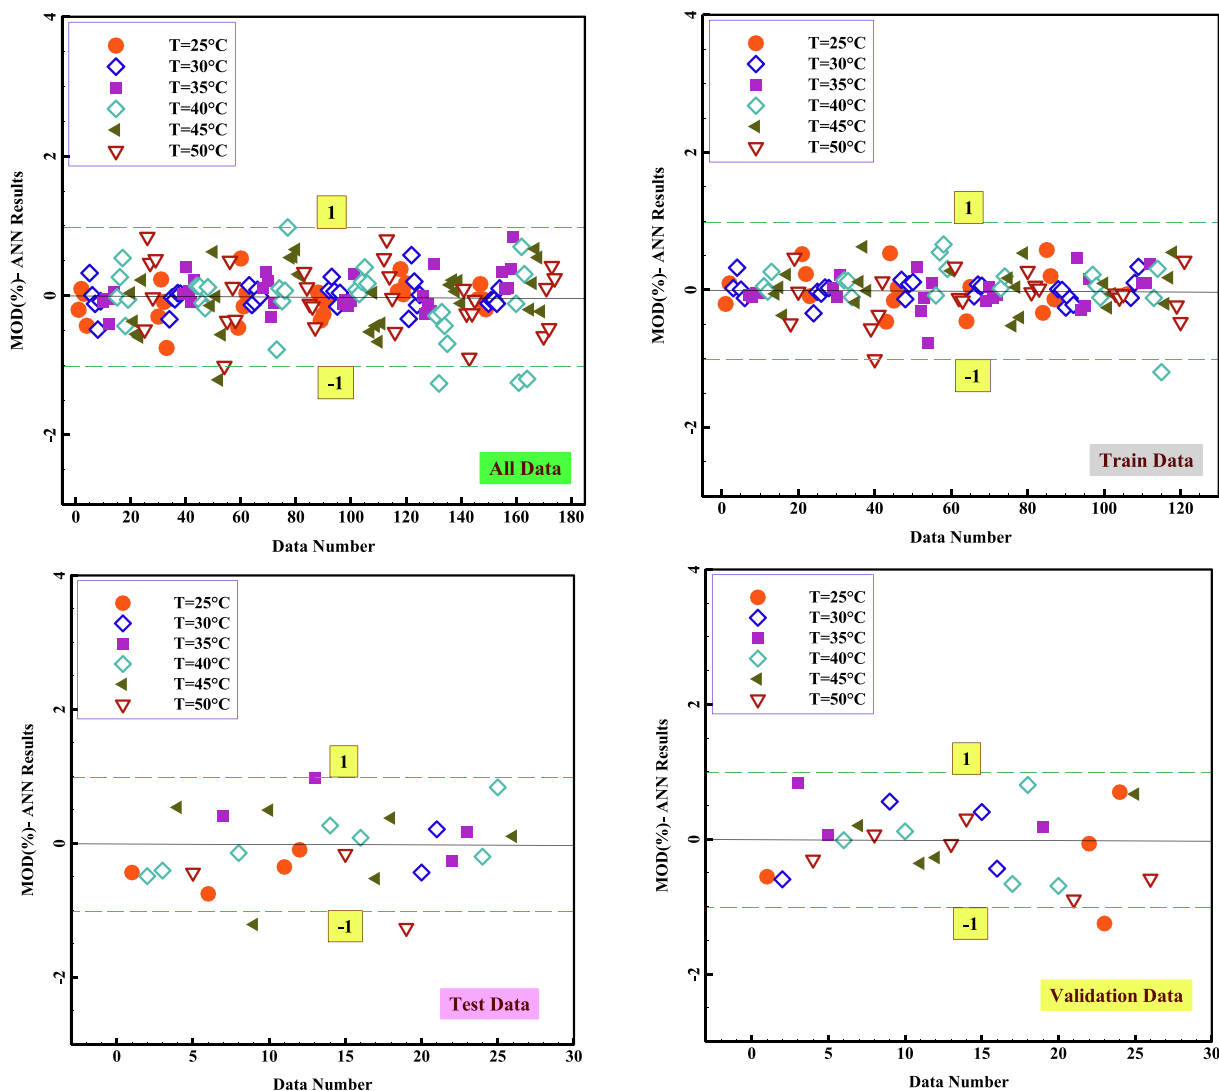 4
2
0
-2
MOD(%)- ANN Results
T=25°C
T=30°C
T=35°C
T=40°C
T=45°C
T=50°C
1
-1
All Data
0 20 40 60 80 100 120 140 160 180
Data Number
4
2
0
-2
MOD(%)- ANN Results
T=25°C
T=30°C
T=35°C
T=40°C
T=45°C
T=50°C
1
-1
Train Data
0 20 40 60 80 100 120
Data Number
4
2
0
-2
MOD(%)- ANN Results
T=25°C
T=30°C
T=35°C
T=40°C
T=45°C
T=50°C
1
-1
Test Data
0 5 10 15 20 25 30
Data Number
4
2
0
-2
MOD(%)- ANN Results
T=25°C
T=30°C
T=35°C
T=40°C
T=45°C
T=50°C
1
-1
Validation Data
0 5 10 15 20 25 30
Data Number